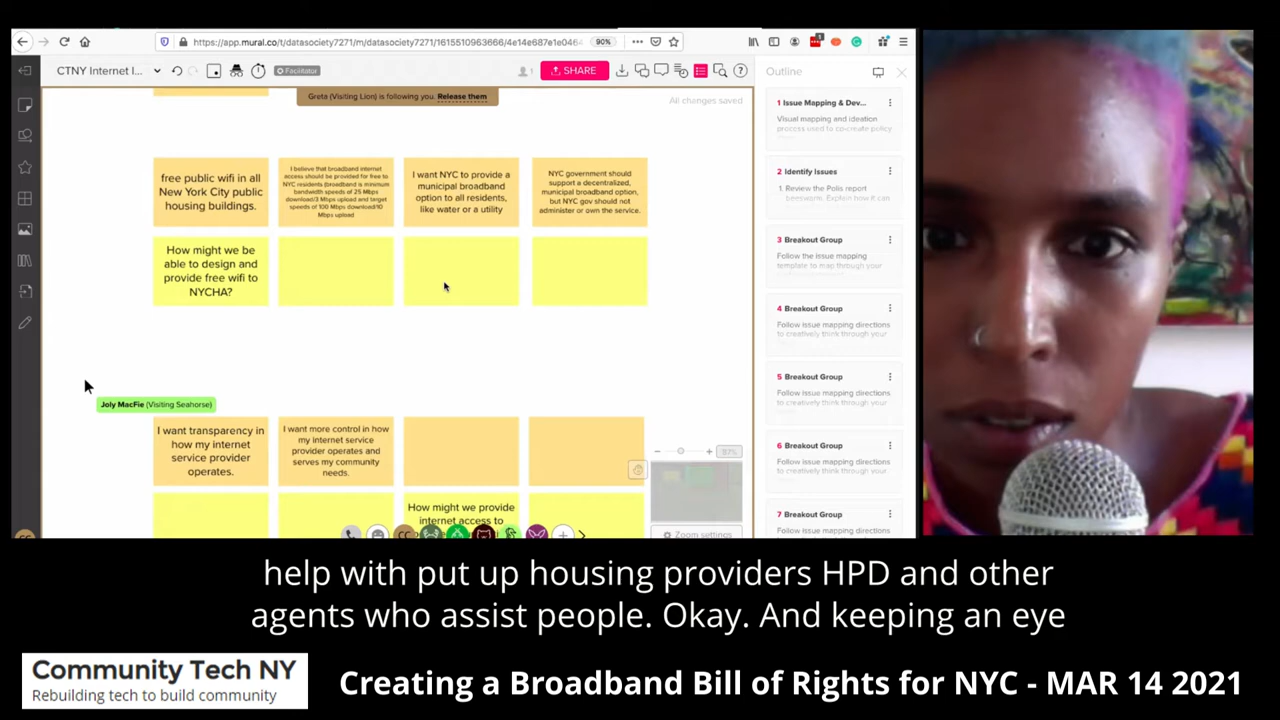 https://app.mural.co/t/datasociety7271/m/datasociety7271/1615510963666/4e14e687e1e0464
90%
CTNY Internet I...
Facilitator
1
SHARE
Outline
Greta (Visiting Lion) is following you. Release them
All changes saved
free public wifi in all
New York City public
housing buildings.
I believe that broadband internet
access should be provided for free to
NYC residents (broadband is minimum
bandwidth speeds of 25 Mbps
download/3 Mbps upload and target
speeds of 100 Mbps download/10
Mbps upload
I want NYC to provide a
municipal broadband
option to all residents,
like water or a utility
NYC government should
support a decentralized,
municipal broadband option,
but NYC gov should not
administer or own the service.
How might we be
able to design and
provide free wifi to
NYCHA?
Joly MacFie (Visiting Seahorse)
I want transparency in
how my internet
service provider
operates.
I want more control in how
my internet service
provider operates and
serves my community
needs.
How might we provide
internet access to
CC
Zoom settings
1 Issue Mapping & Dev...
Visual mapping and ideation
process used to co-create policy
2 Identify Issues
1. Review the Polis report
beeswarm. Explain how it can
3 Breakout Group
Follow the issue mapping
template to map through your
4 Breakout Group
Follow issue mapping directions
to creatively think through your
5 Breakout Group
Follow issue mapping directions
to creatively think through your
6 Breakout Group
Follow issue mapping directions
to creatively think through your
7 Breakout Group
Follow issue mapping directions
help with put up housing providers HPD and other
agents who assist people. Okay. And keeping an eye
Community Tech NY
Rebuilding tech to build community
Creating a Broadband Bill of Rights for NYC - MAR 14 2021